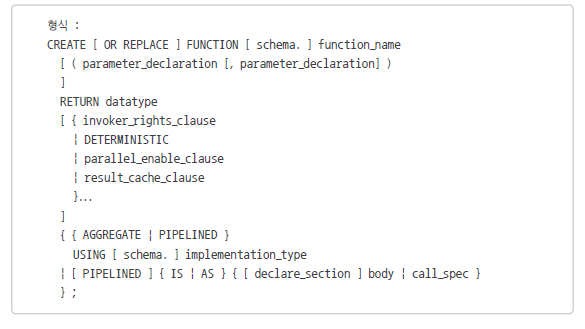 형식 :
CREATE [ OR REPLACE ] FUNCTION [ schema. ] function_name
[ ( parameter_declaration [, parameter_declaration] )
]
RETURN datatype
[ { invoker_rights_clause
¦ DETERMINISTIC
¦ parallel_enable_clause
¦ result_cache_clause
}...
]
{ { AGGREGATE ¦ PIPELINED }
USING [ schema. ] implementation_type
¦ [ PIPELINED ] { IS ¦ AS } { [ declare_section ] body ¦ call_spec }
} ;